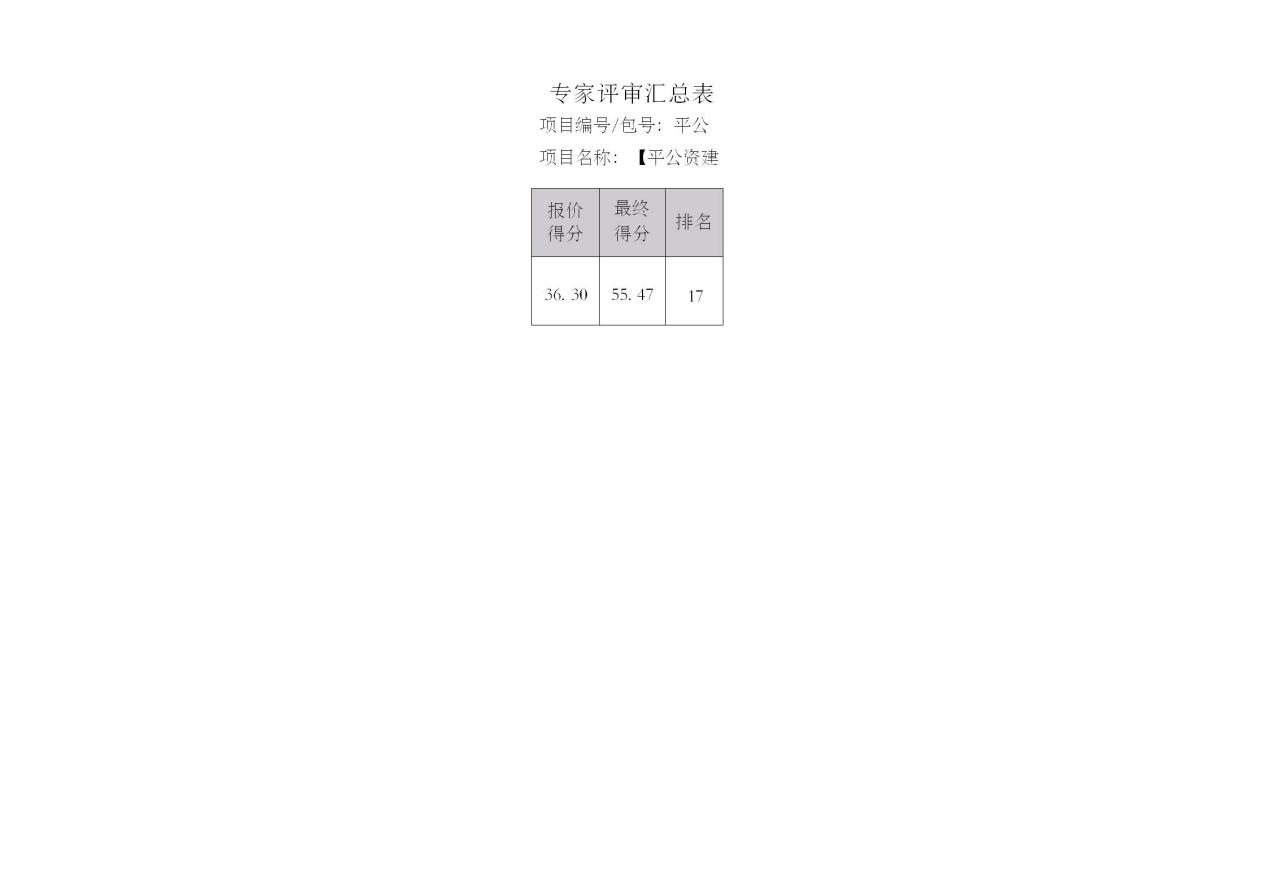 专家评审汇总表
项目编号/包号：平公
项目名称：【平公资建
报价
得分
最终
得分
排名
36.30 55.47 17